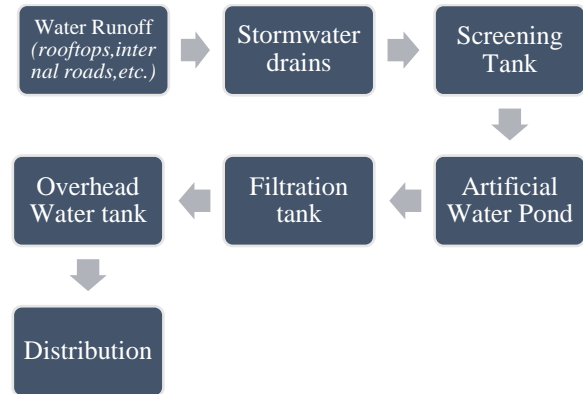 Water Runoff
(rooftops,inter
nal roads,etc.)
Stormwater
drains
Screening
Tank
Artificial
Water Pond
Filtration
tank
Overhead
Water tank
Distribution